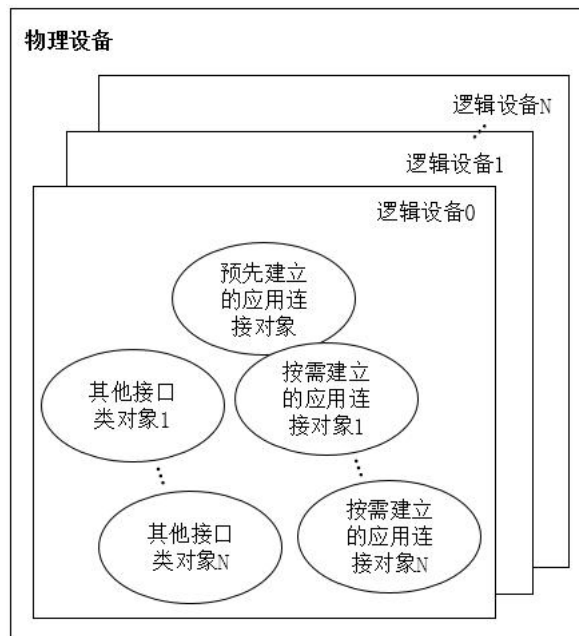 物理设备
逻辑设备N
逻辑设备1
逻辑设备0
预先建立
的应用连
接对象
其他接口
类对象1
按需建立
的应用连
接对象1
其他接口
类对象N
按需建立
的应用连
接对象N